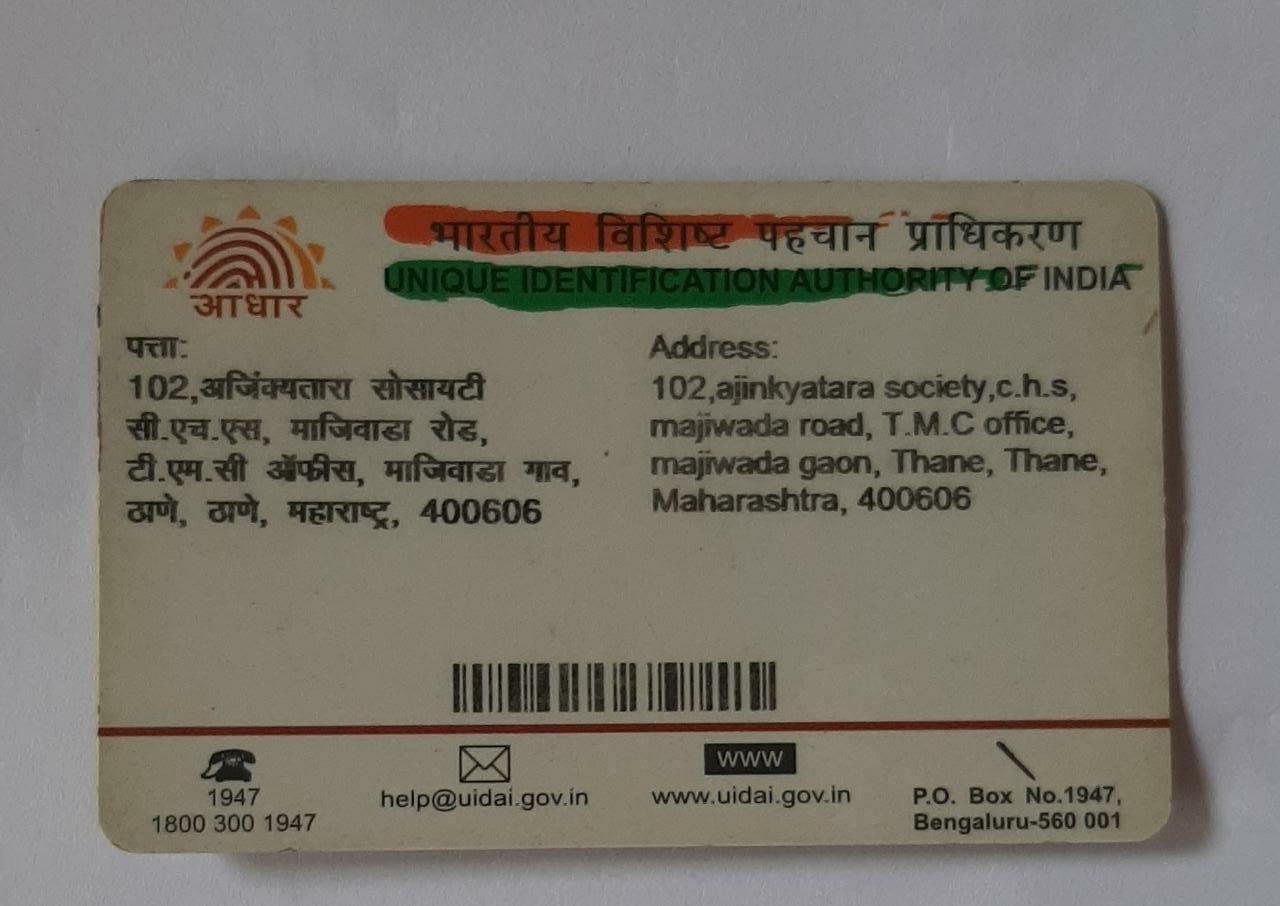 भारतीय विशिष्ट पहचान प्राधिकरण
UNIQUE IDENTIFICATION AUTHORITY OF INDIA
आधार
पत्ता:
102,अजिंक्यतारा सोसायटी
सी.एच.एस, माजिवाडा रोड,
टी.एम.सी ऑफीस, माजिवाडा गाव,
ठाणे, ठाणे, महाराष्ट्र, 400606
Address:
102,ajinkyatara society,c.h.s,
majiwada road, T.M.C office,
majiwada gaon, Thane, Thane,
Maharashtra, 400606
1947
1800 300 1947
help@uidai.gov.in
www
www.uidai.gov.in
P.O. Box No.1947,
Bengaluru-560 001